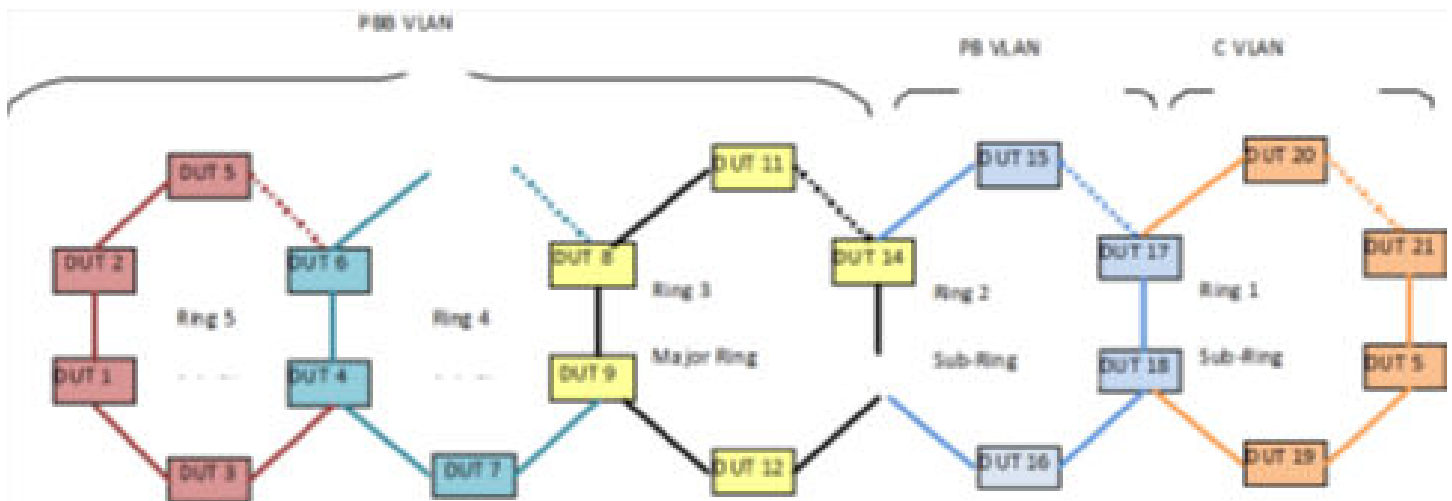 PBB VLAN
PB VLAN
C VLAN
DUT 5
DUT 11
DUT 15
DUT 20
DUT 2
DUT 6
DUT 8
DUT 14
DUT 17
DUT 21
Ring 5
Ring 4
Ring 3
Ring 2
Ring 1
Major Ring
Sub-Ring
Sub-Ring
DUT 1
DUT 4
DUT 9
DUT 18
DUT 5
DUT 3
DUT 7
DUT 12
DUT 16
DUT 19